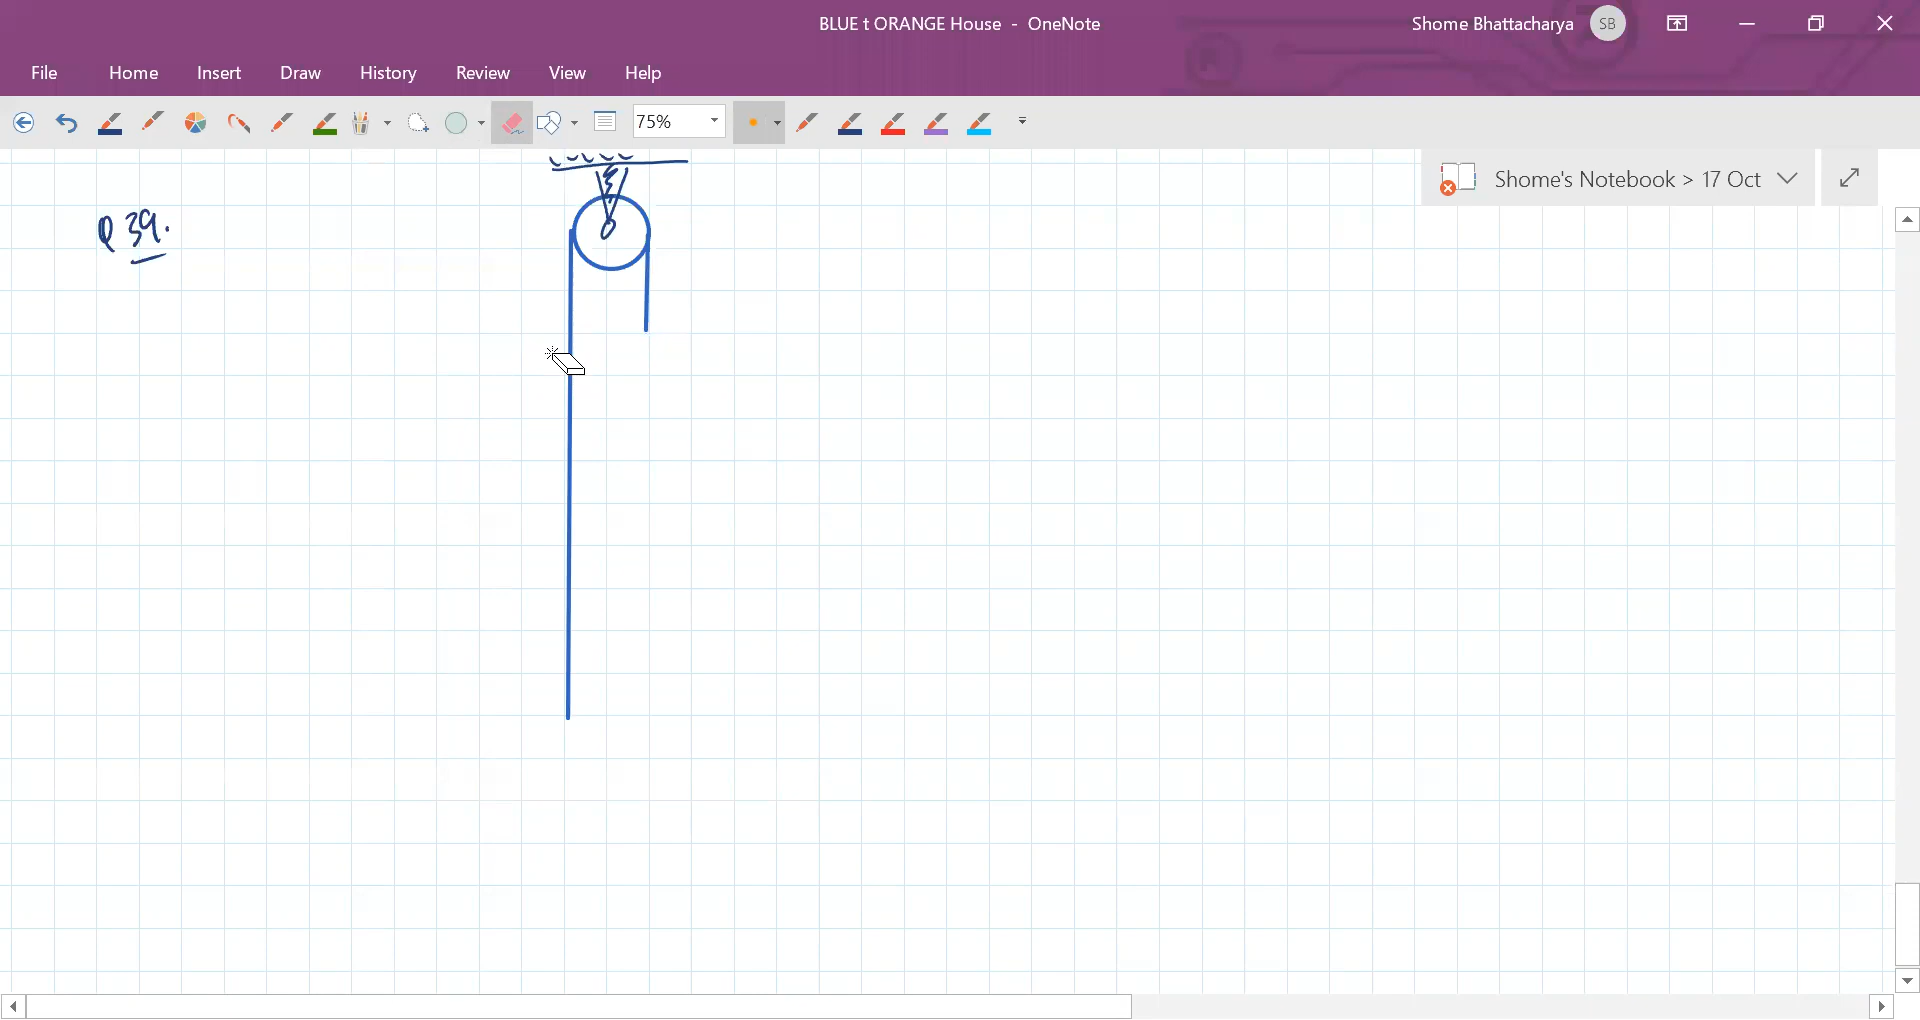 BLUE t ORANGE House - OneNote
Shome Bhattacharya SB
File Home Insert Draw History Review View Help
75%
Shome's Notebook > 17 Oct
Q 39.